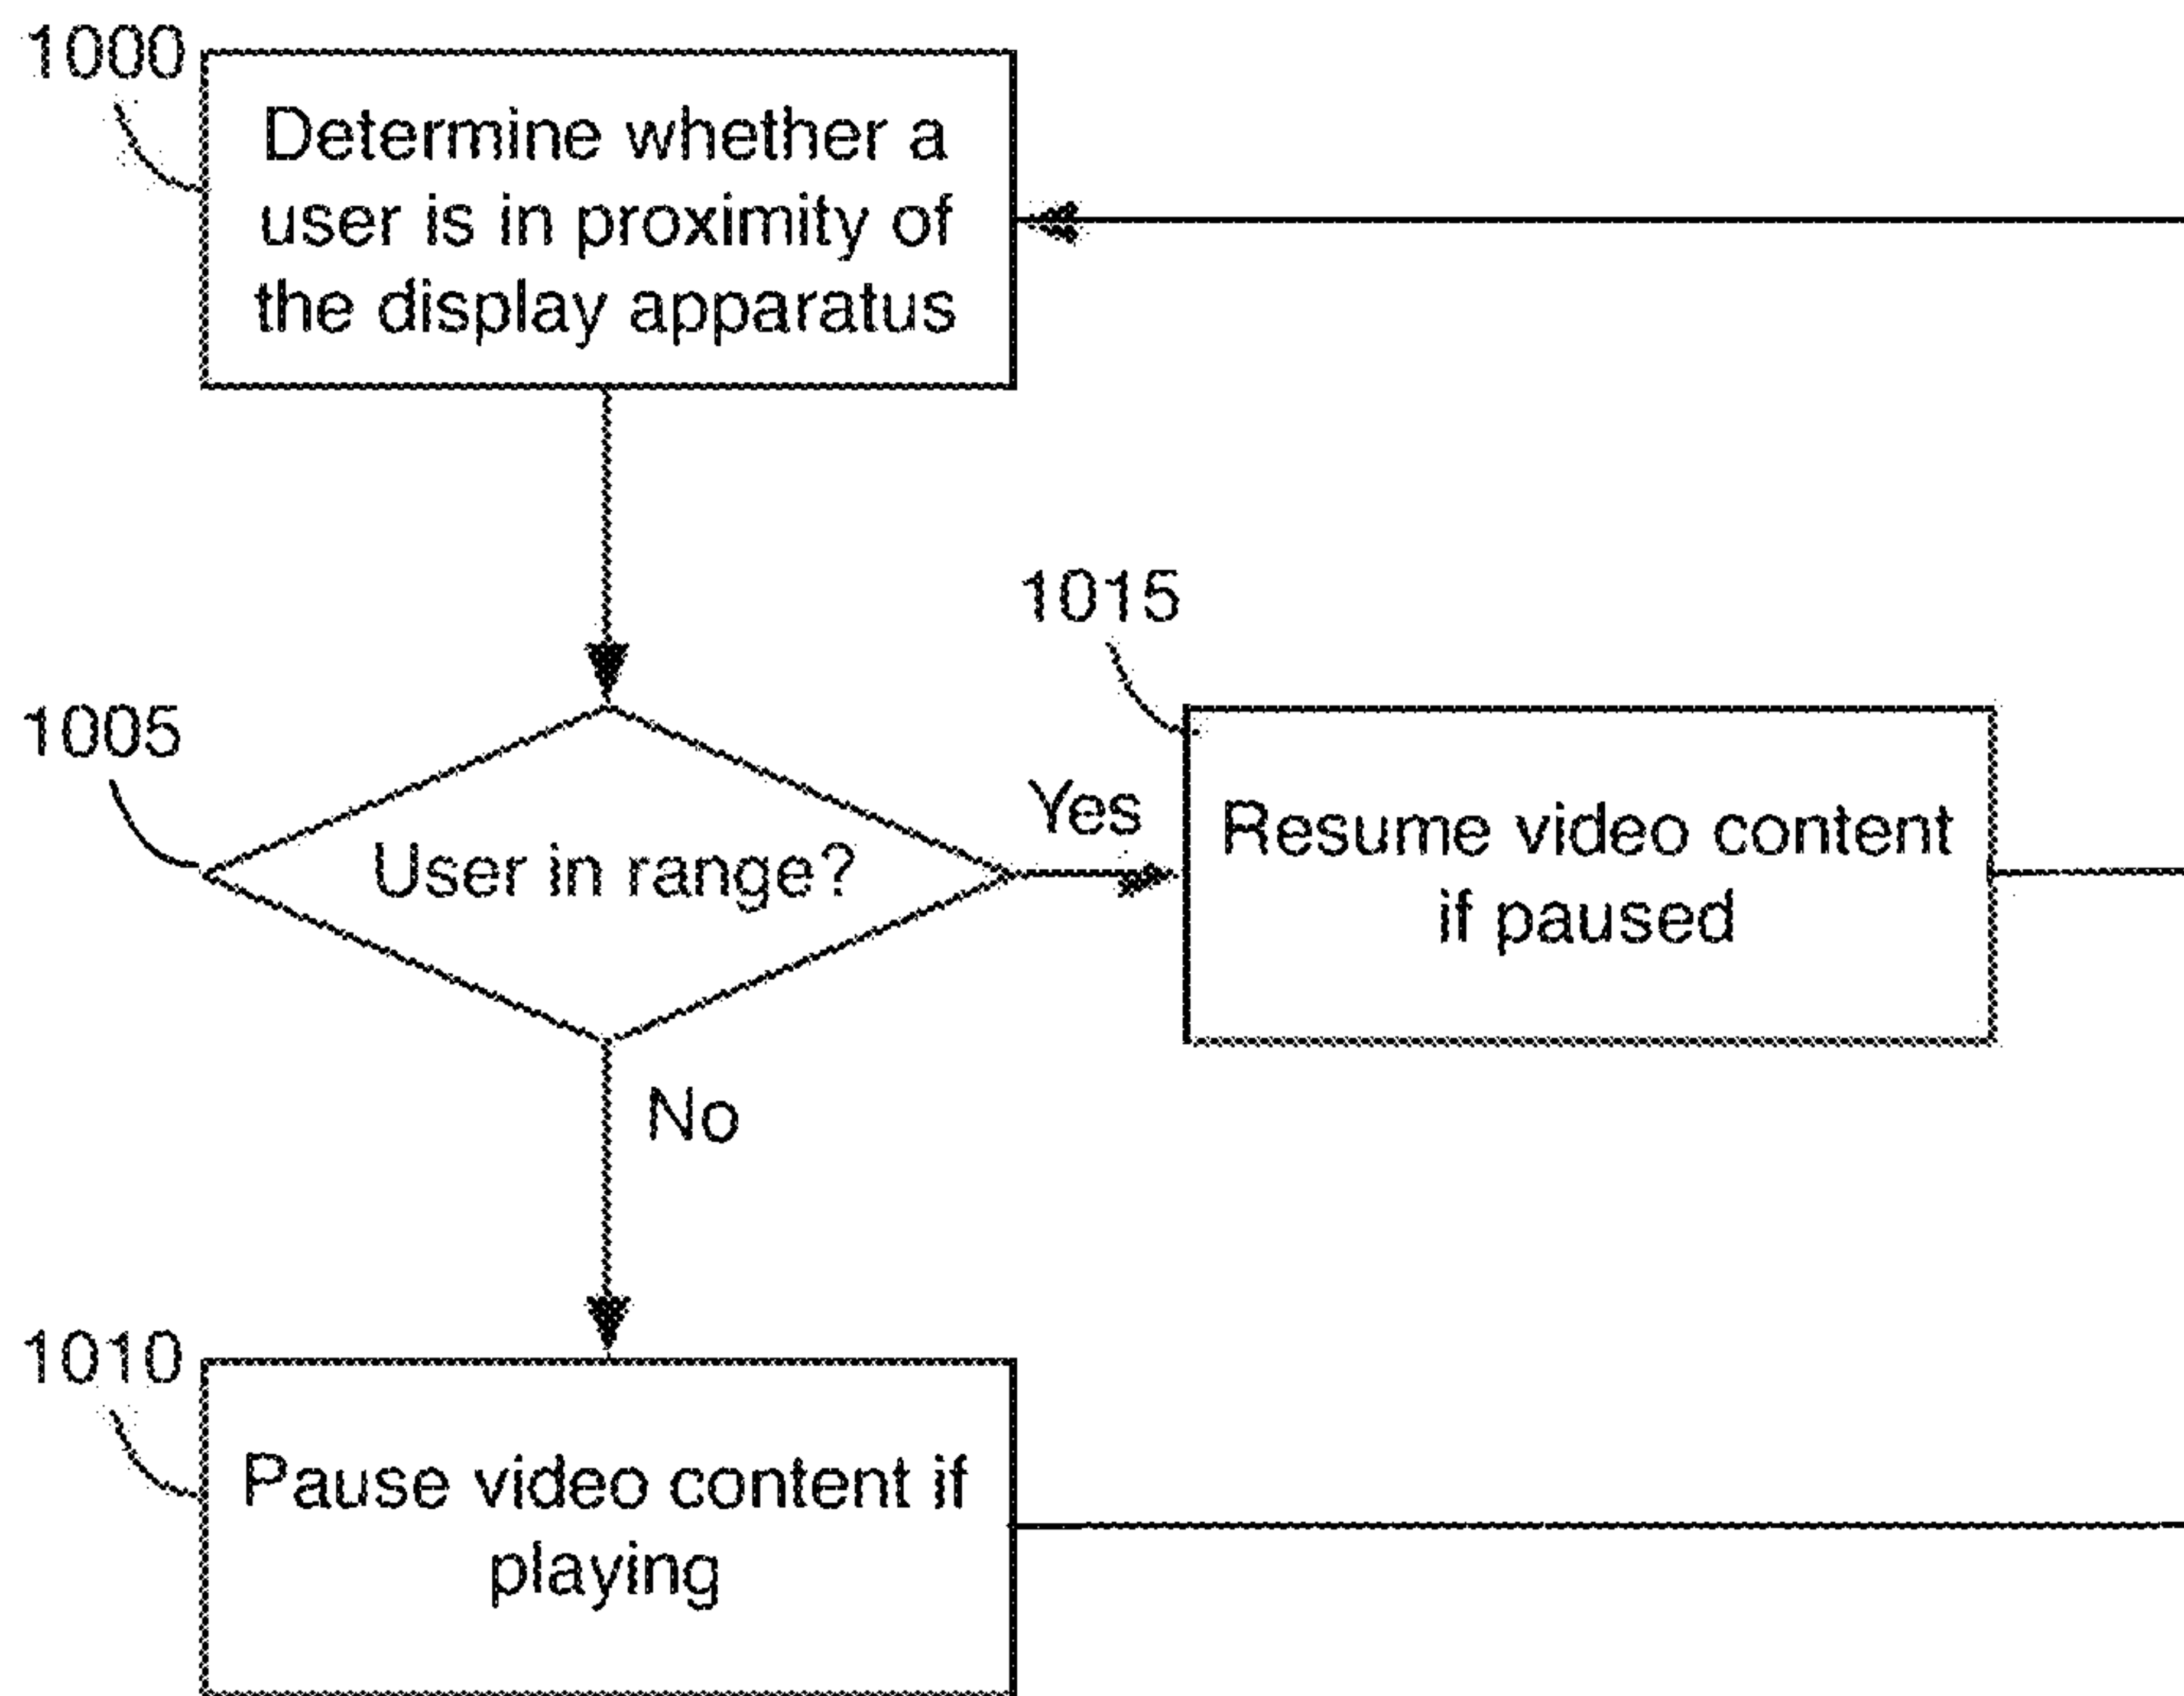 1000
Determine whether a
user is in proximity of
the display apparatus
1005
User in range?
Yes
1015
Resume video content
if paused
No
1010
Pause video content if
playing